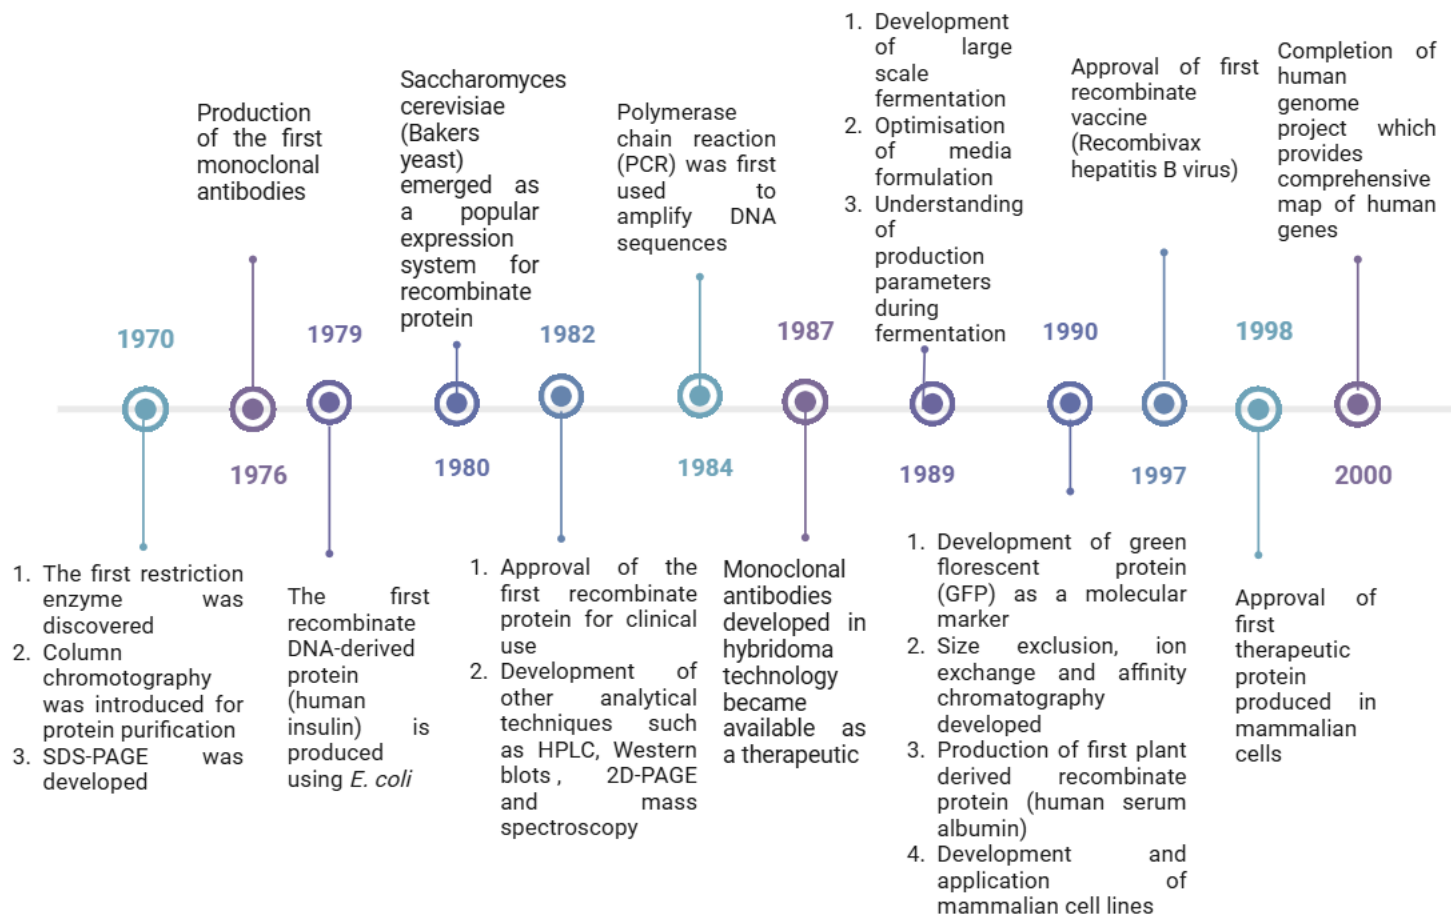 1970
1. The first restriction
enzyme was
discovered
2. Column
chromotography
was introduced for
protein purification
3. SDS-PAGE was
developed
Production
of the first
monoclonal
antibodies
1976
1979
The first
recombinate
DNA-derived
protein
(human
insulin) is
produced
using E. coli
Saccharomyces
cerevisiae
(Bakers
yeast)
emerged as
a popular
expression
system for
recombinate
protein
1980
1982
1. Approval of the
first recombinate
protein for clinical
use
2. Development of
other analytical
techniques such
as HPLC, Western
blots , 2D-PAGE
and mass
spectroscopy
Polymerase
chain reaction
(PCR) was first
used to
amplify DNA
sequences
1984
1987
Monoclonal
antibodies
developed in
hybridoma
technology
became
available as
a therapeutic
1. Development
of large
scale
fermentation
2. Optimisation
of media
formulation
3. Understanding
of
production
parameters
during
fermentation
1989
1990
1. Development of green
florescent protein
(GFP) as a molecular
marker
2. Size exclusion, ion
exchange and affinity
chromatography
developed
3. Production of first plant
derived recombinate
protein (human serum
albumin)
4. Development and
application of
mammalian cell lines
Approval of first
recombinate
vaccine
(Recombivax
hepatitis B virus)
1997
1998
Approval of
first
therapeutic
protein
produced in
mammalian
cells
Completion of
human
genome
project which
provides
comprehensive
map of human
genes
2000